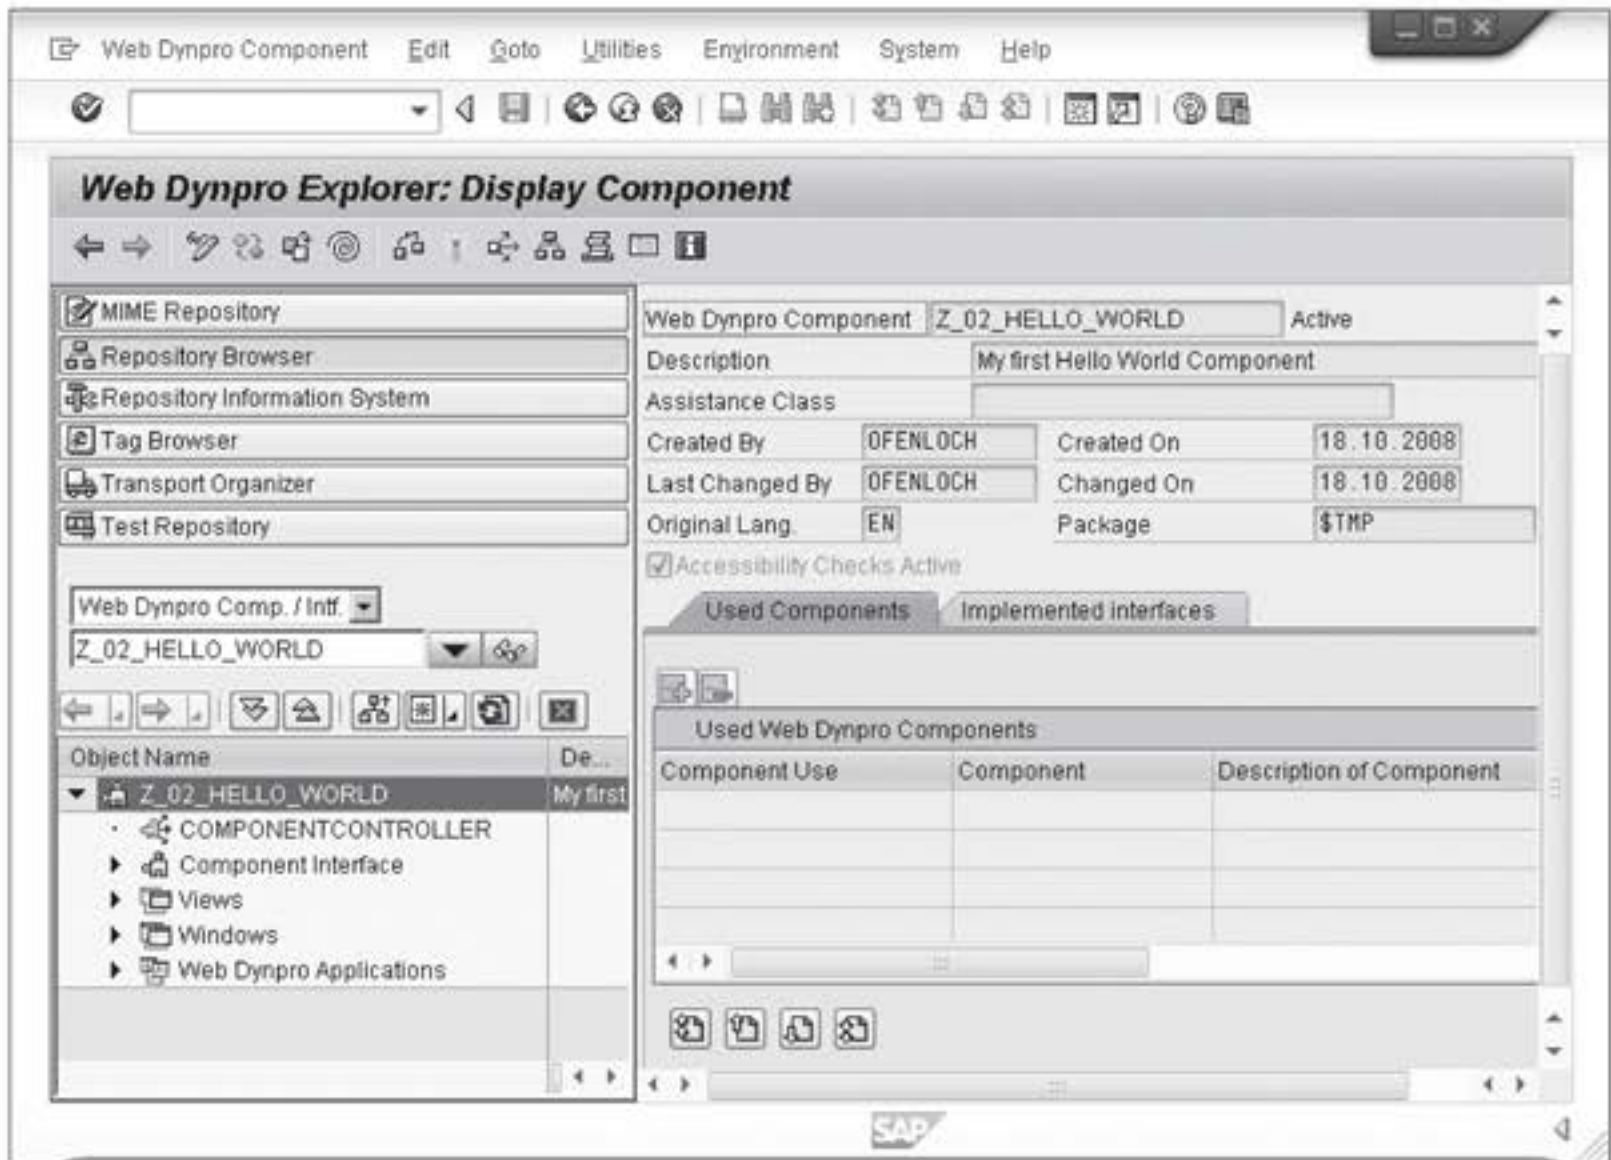 Web Dynpro Component Edit Goto Utilities Environment System Help
Web Dynpro Explorer: Display Component
MIME Repository
Repository Browser
Repository Information System
Tag Browser
Transport Organizer
Test Repository
Web Dynpro Comp. / Intf.
Z_02_HELLO_WORLD
Object Name De...
Z_02_HELLO_WORLD My first
COMPONENTCONTROLLER
Component Interface
Views
Windows
Web Dynpro Applications
Web Dynpro Component Z_02_HELLO_WORLD Active
Description My first Hello World Component
Assistance Class
Created By OFENLOCH Created On 18.10.2008
Last Changed By OFENLOCH Changed On 18.10.2008
Original Lang. EN Package $TMP
Accessibility Checks Active
Used Components Implemented interfaces
Used Web Dynpro Components
Component Use Component Description of Component
SAP